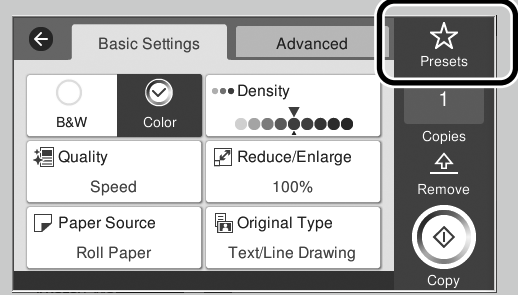 Basic Settings
Advanced
Presets
B&W
Color
Density
1
Copies
Quality
Speed
Reduce/Enlarge
100%
Remove
Paper Source
Roll Paper
Original Type
Text/Line Drawing
Copy